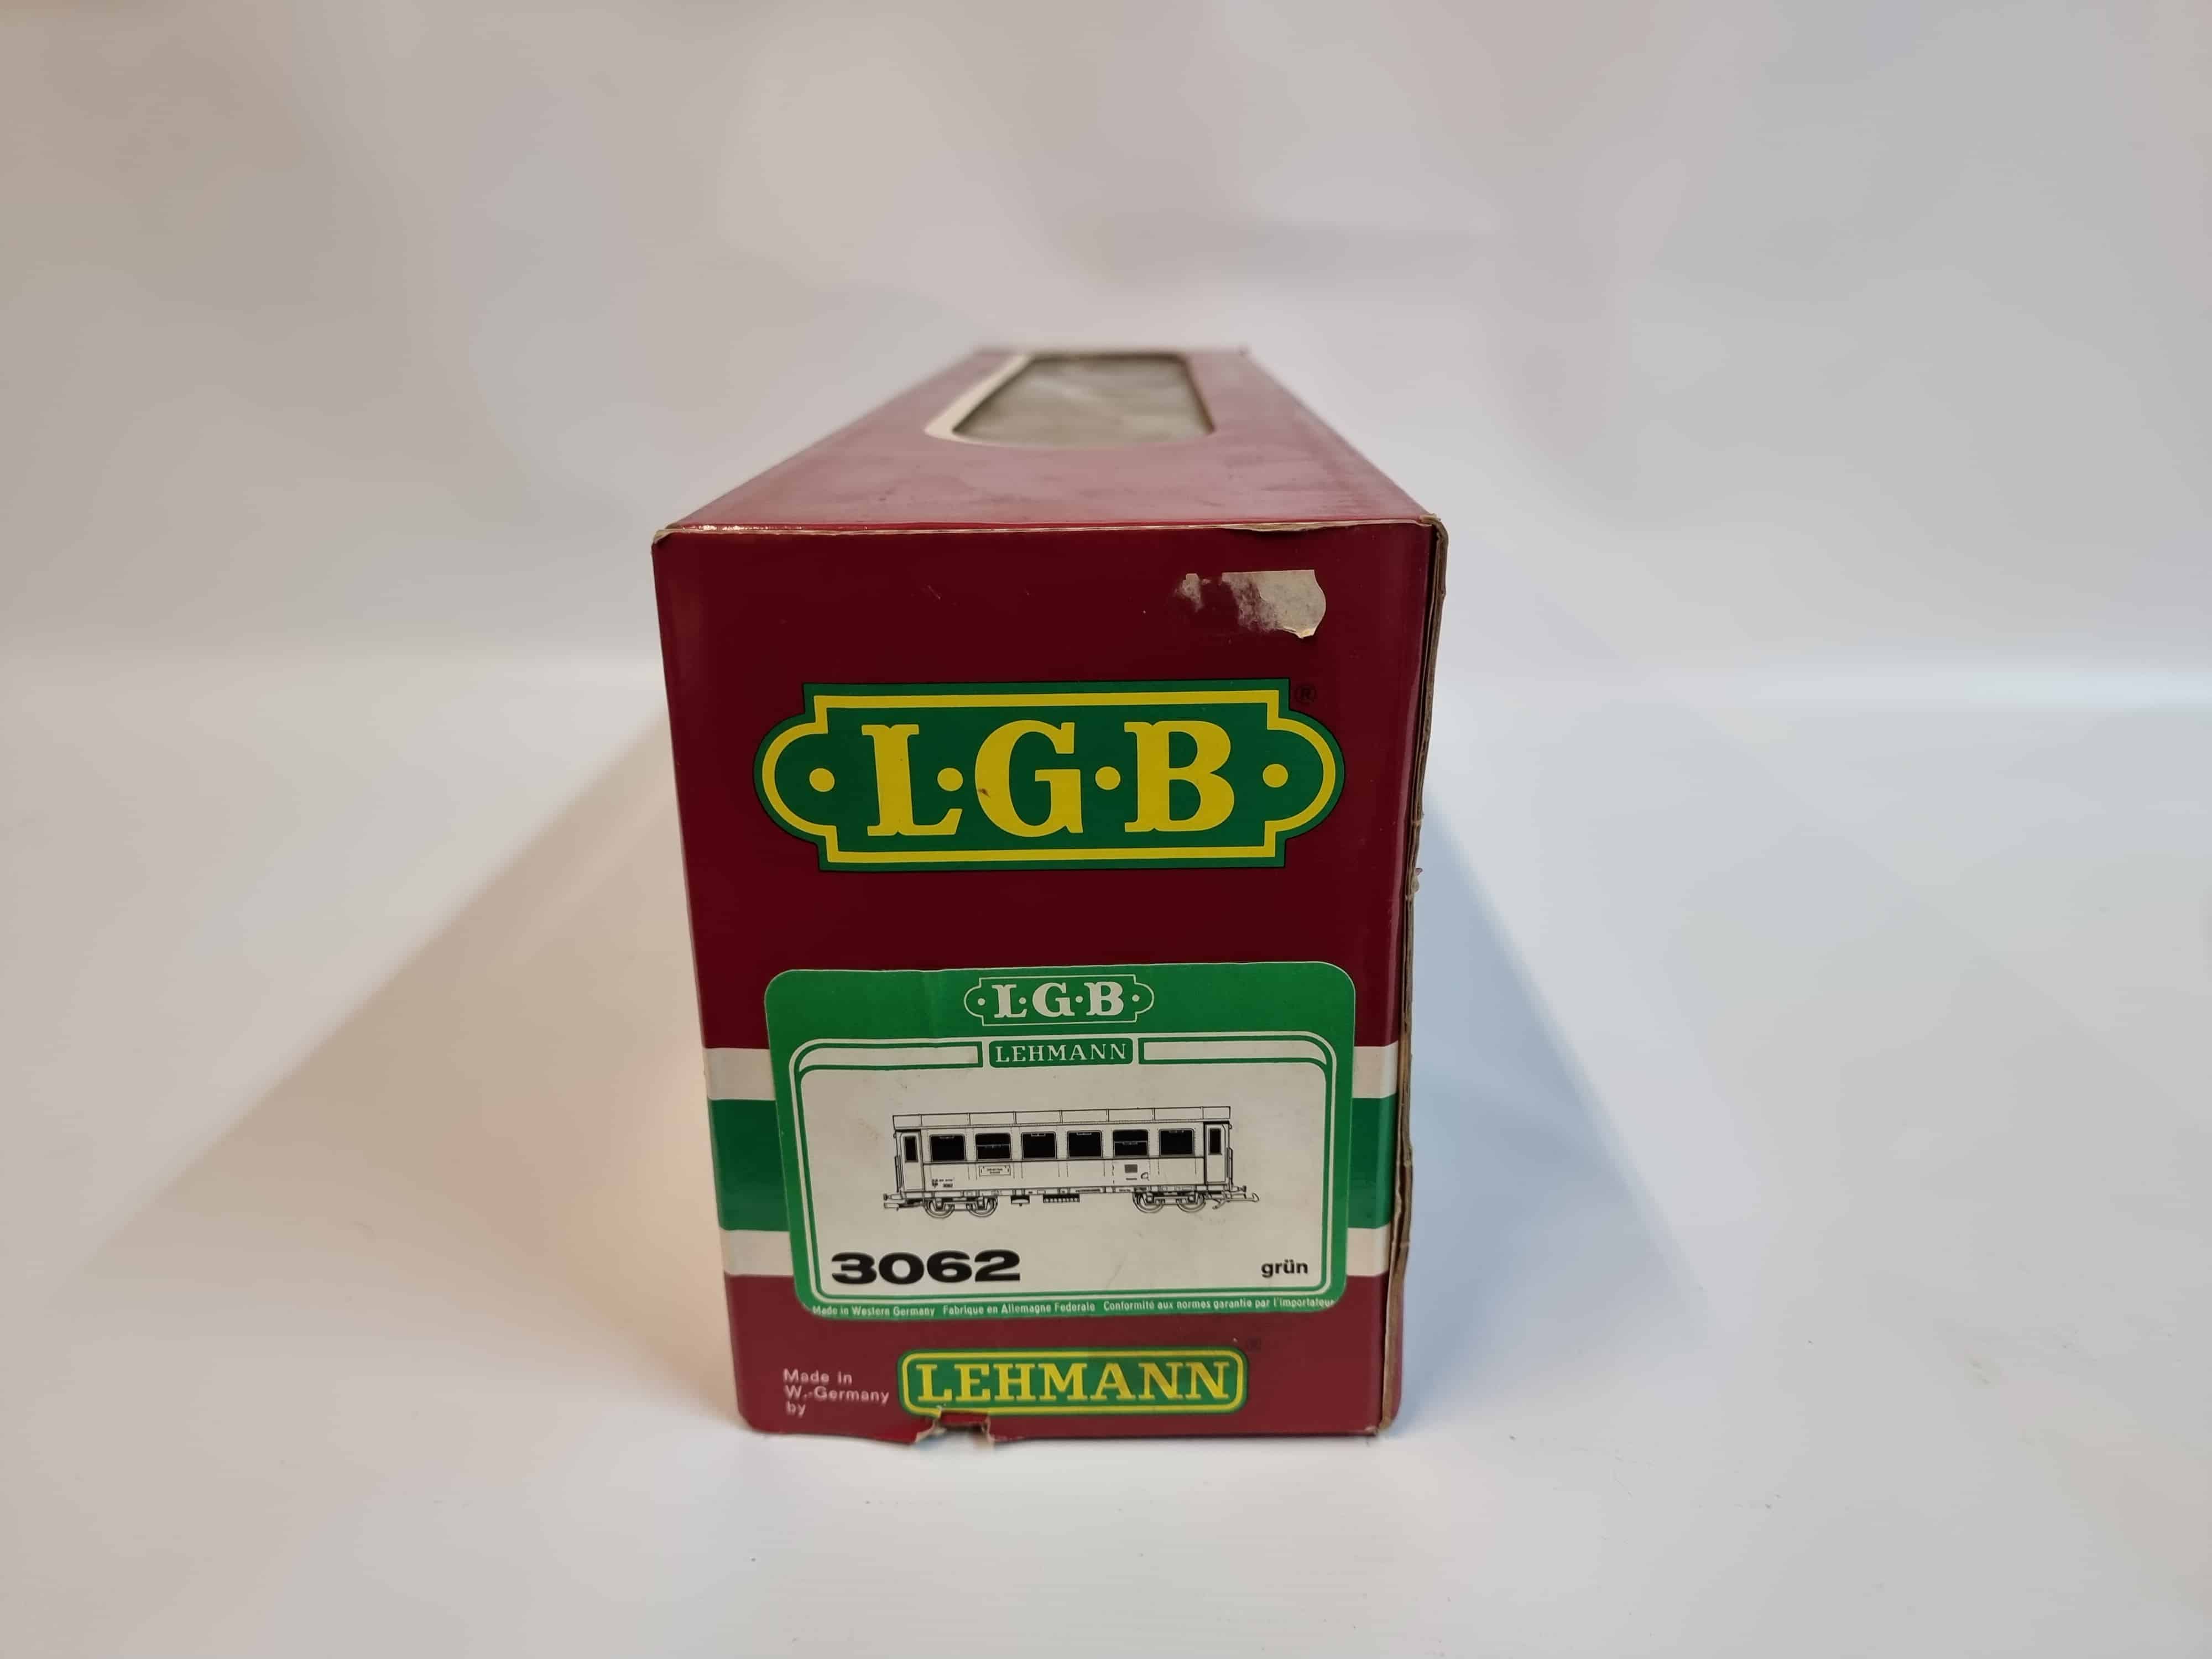 L·G·B ®
L·G·B
LEHMANN
3062
grün
Made in Western Germany Fabrique en Allemagne Federale Conformité aux normes garantie par l'importateur
Made in
W.-Germany
by
LEHMANN